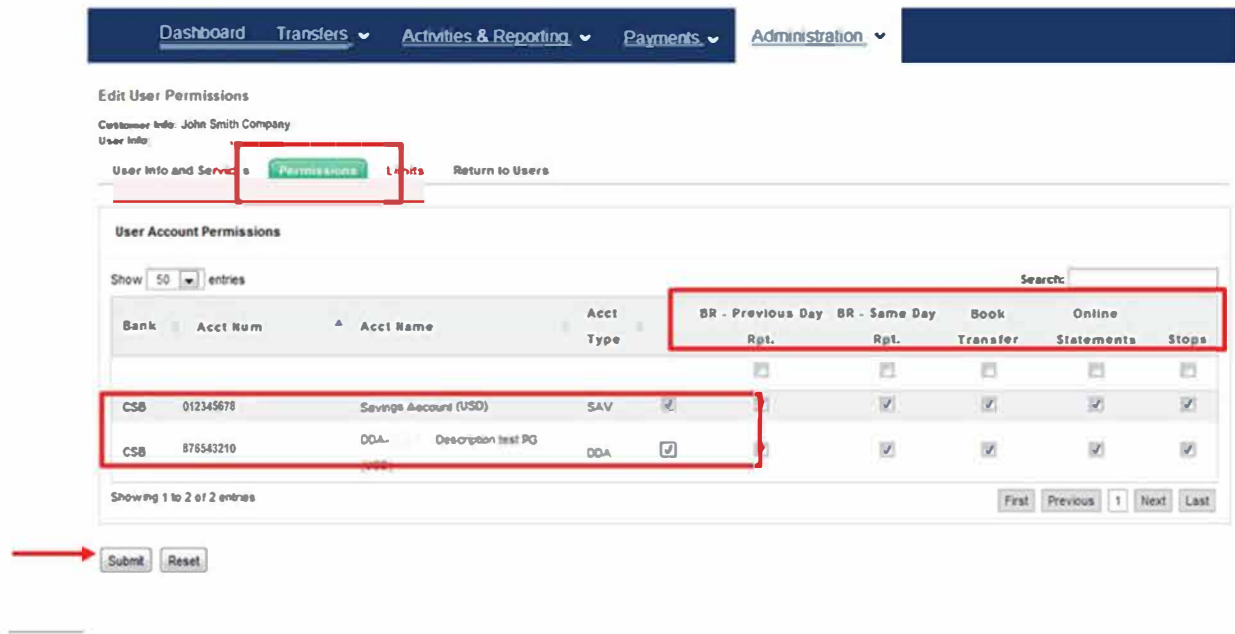 Dashboard Transfers Activities & Reporting Payments Administration
Edit User Permissions
Customer Info: John Smith Company
User Info:
User Info and Services Permissions Limits Return to Users
User Account Permissions
Show 50 entries Search:
Bank Acct Num Acct Name Acct Type BR - Previous Day Rpt. BR - Same Day Rpt. Book Transfer Online Statements Stops
CSB 012345678 Savings Account (USD) SAV
CSB 876543210 DDA- Description test PG (USD) DDA
Showing 1 to 2 of 2 entries First Previous 1 Next Last
Submit Reset